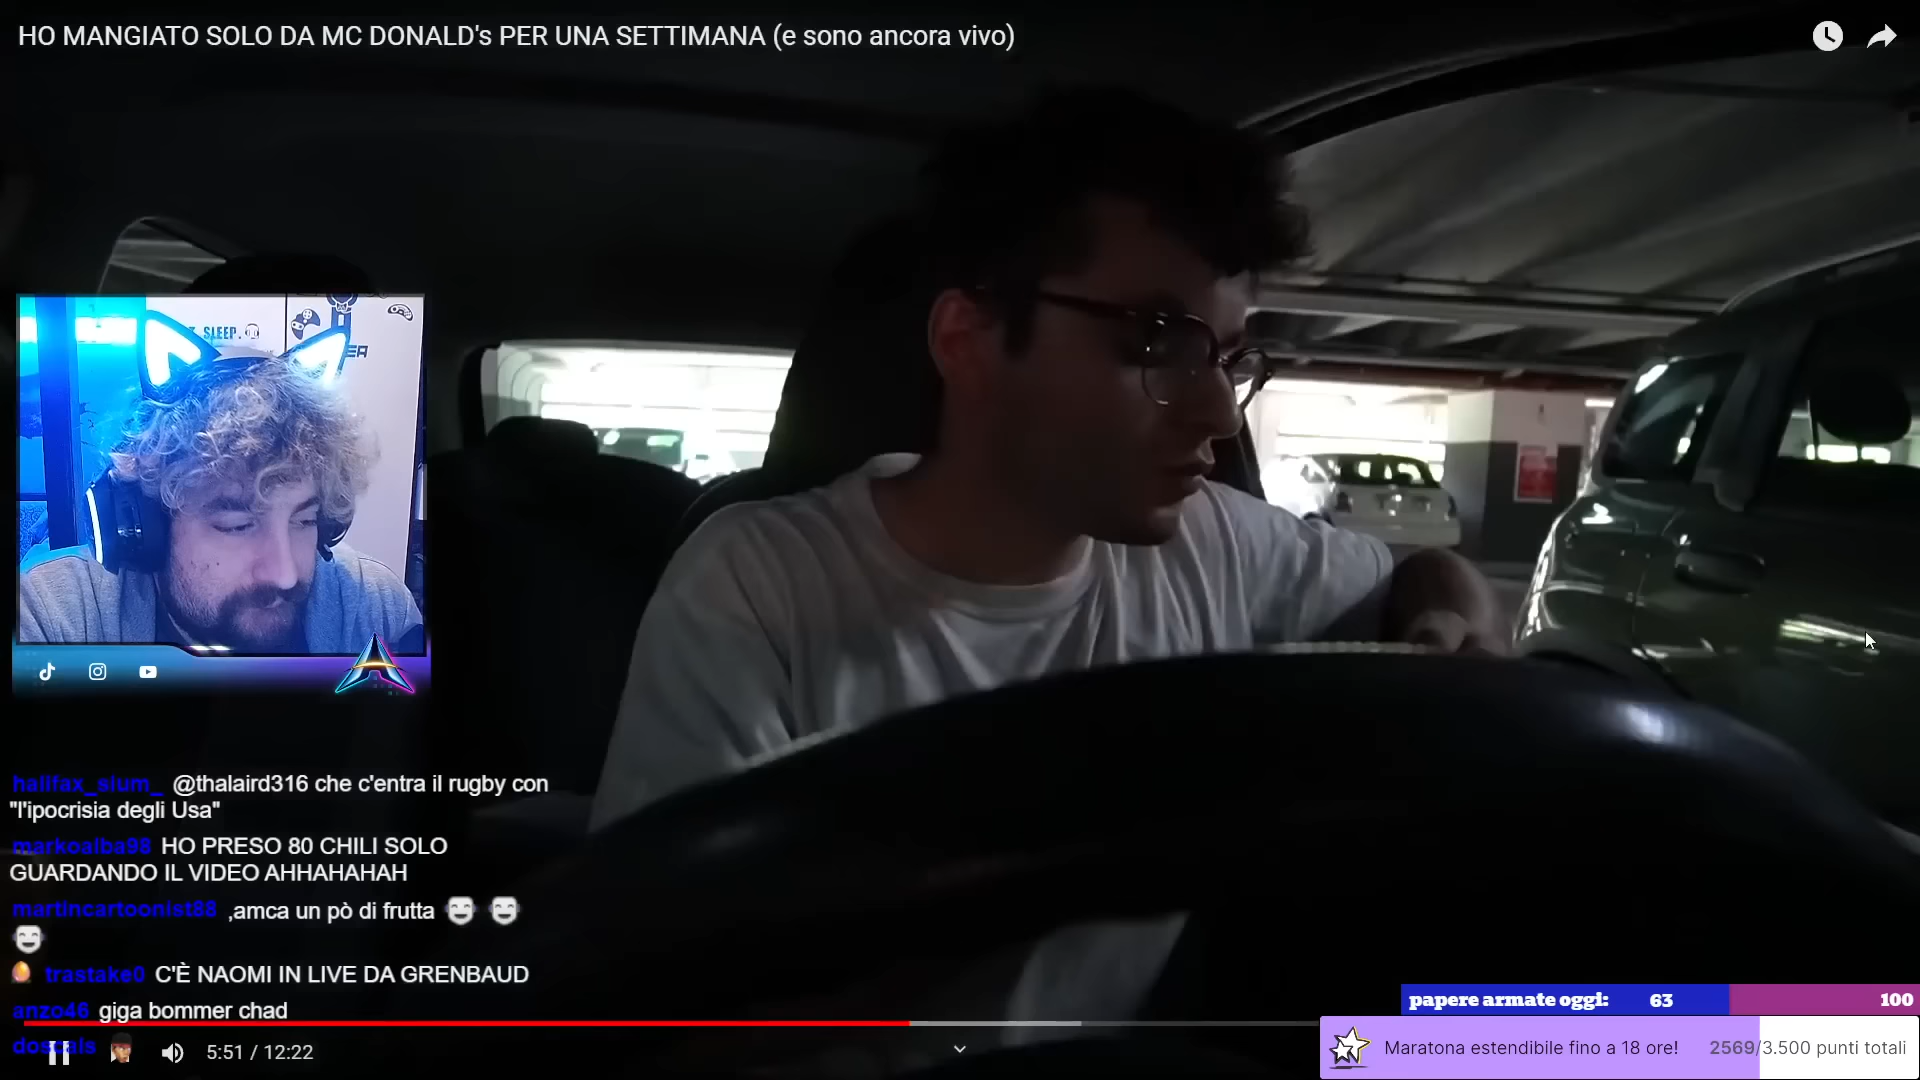 HO MANGIATO SOLO DA MC DONALD's PER UNA SETTIMANA (e sono ancora vivo)
SLEEP.
halifax_slum_ @thalaird316 che c'entra il rugby con
"l'ipocrisia degli Usa"
markoalba98 HO PRESO 80 CHILI SOLO
GUARDANDO IL VIDEO AHHAHAHAH
martincartoonist88 ,amca un pò di frutta
trastake0 C'È NAOMI IN LIVE DA GRENBAUD
anzo46 giga bommer chad
doscals
5:51 / 12:22
papere armate oggi: 63 100
Maratona estendibile fino a 18 ore! 2569/3.500 punti totali